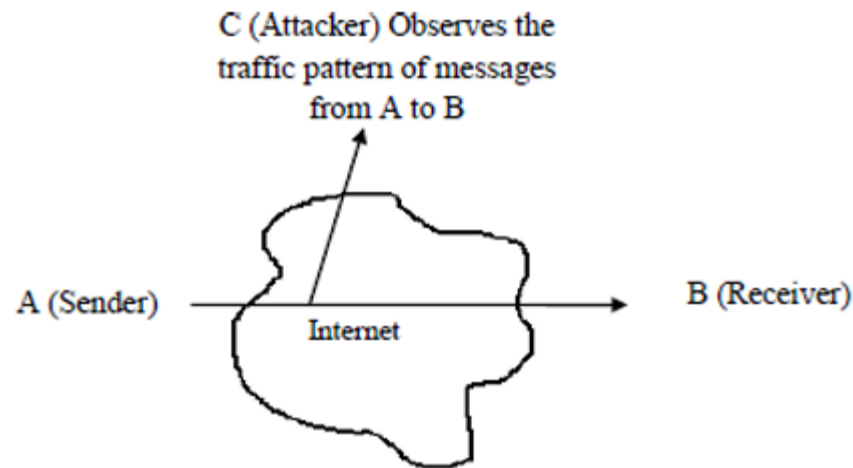 C (Attacker) Observes the
traffic pattern of messages
from A to B
A (Sender)
B (Receiver)
Internet